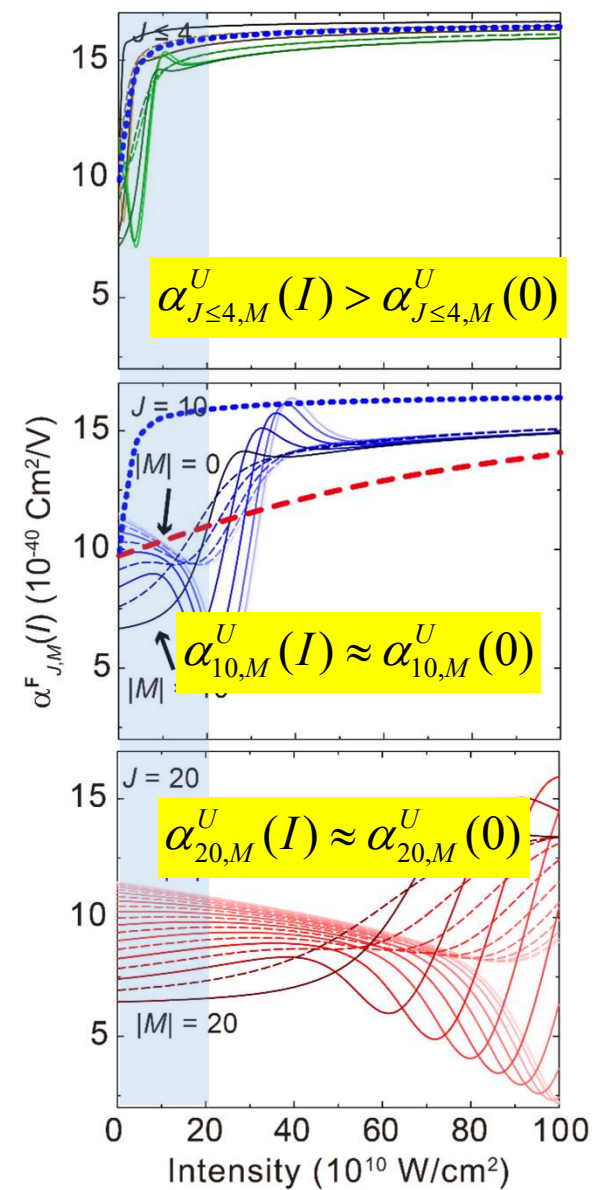 15
10
5
J ≤ 4
α^U_{J≤4,M}(I) > α^U_{J≤4,M}(0)
α^F_{J,M}(I) (10^{-40} Cm²/V)
15
10
5
J = 10
|M| = 0
α^U_{10,M}(I) ≈ α^U_{10,M}(0)
|M|
15
10
5
J = 20
α^U_{20,M}(I) ≈ α^U_{20,M}(0)
|M| = 20
0 20 40 60 80 100
Intensity (10^{10} W/cm²)